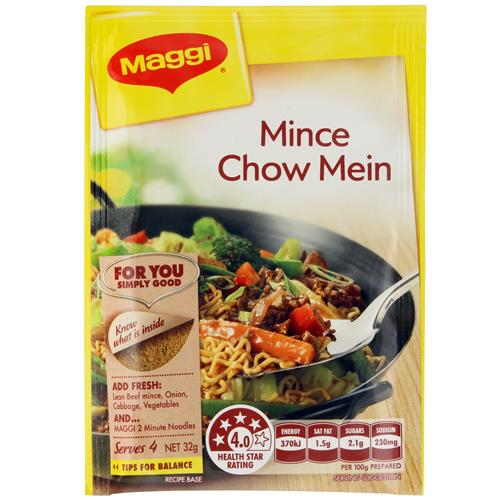 Maggi®
Mince
Chow Mein
FOR YOU
SIMPLY GOOD
Know
what is inside
ADD FRESH:
Lean Beef mince, Onion,
Cabbage, Vegetables
AND...
MAGGI 2 Minute Noodles
Serves 4 NET 32g
‹‹ TIPS FOR BALANCE
RECIPE BASE
4.0
HEALTH STAR
RATING
ENERGY
370kJ
SAT FAT
1.5g
SUGARS
2.1g
SODIUM
230mg
PER 100g PREPARED
SERVING SUGGESTION